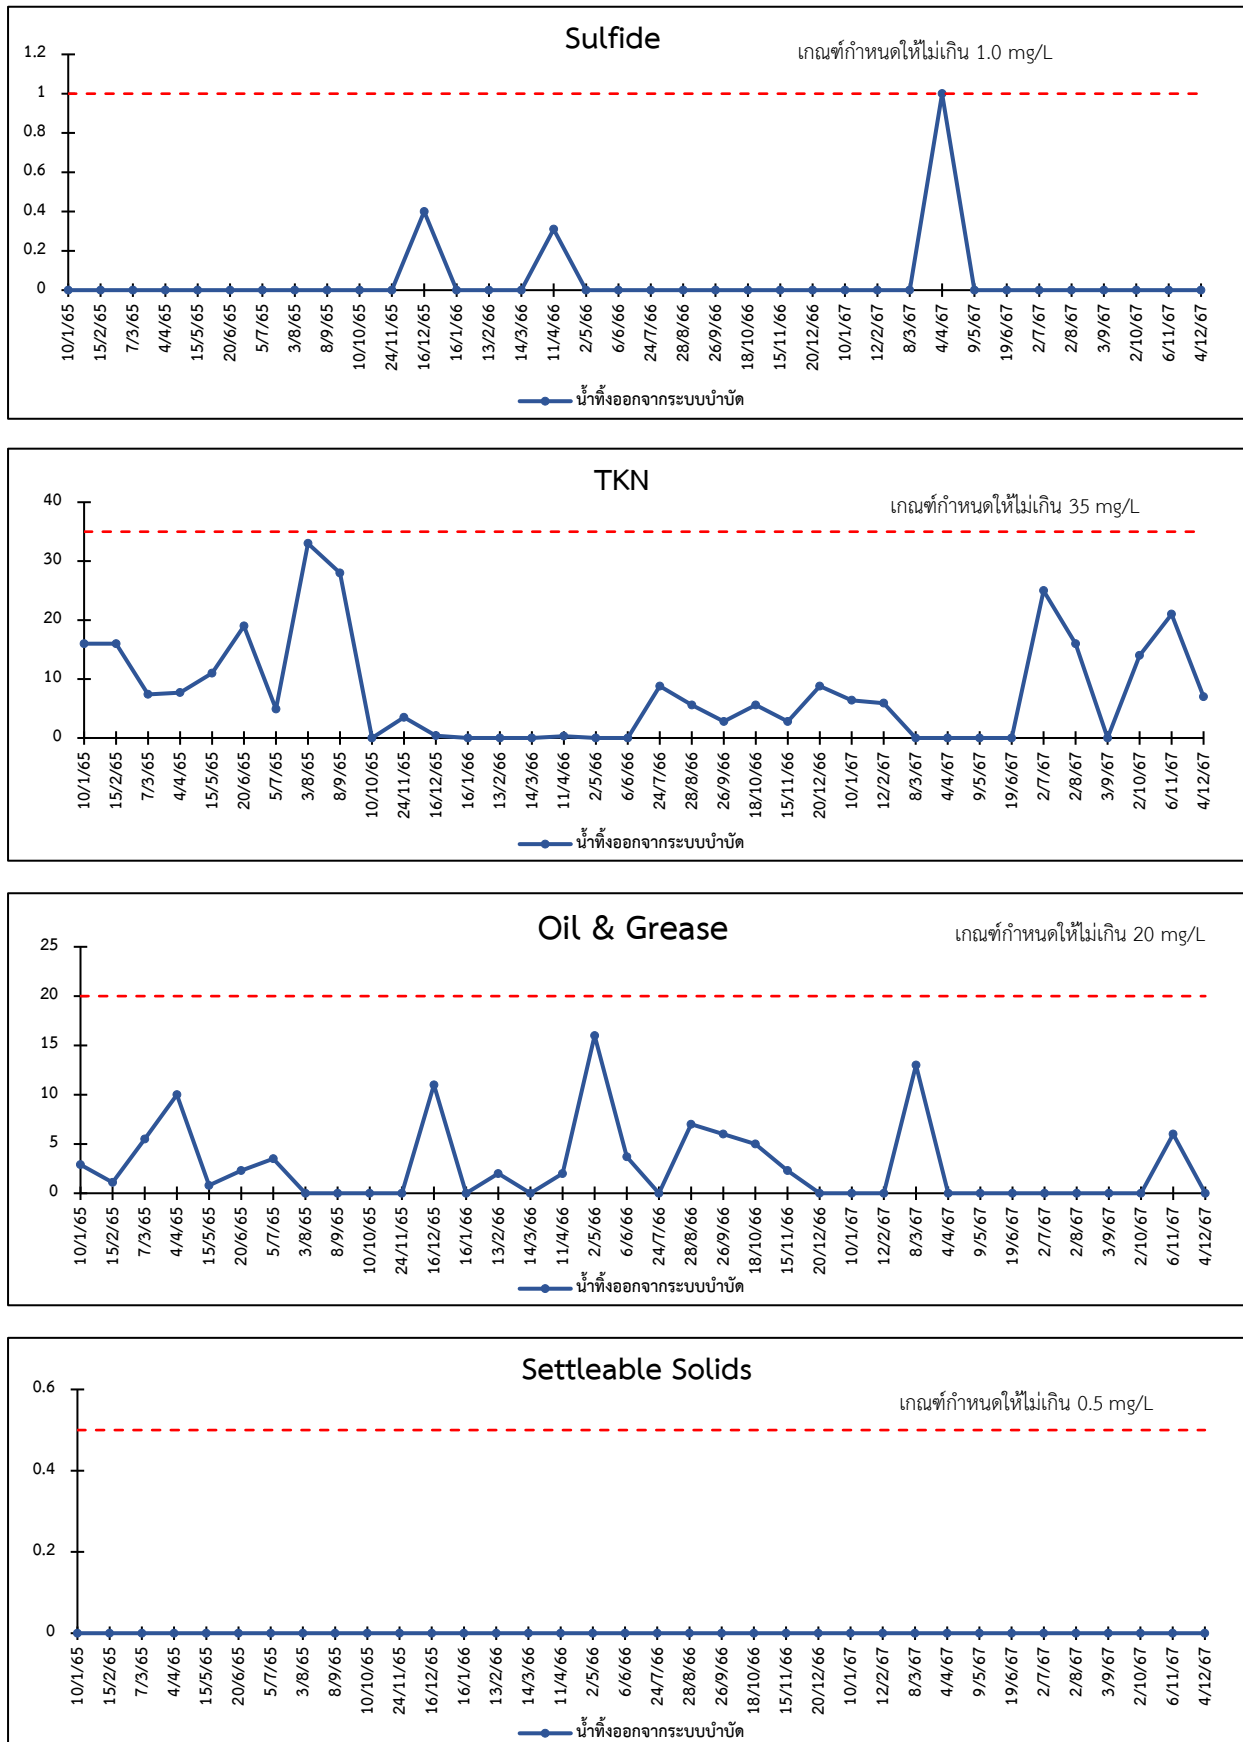 Sulfide
เกณฑ์กำหนดให้ไม่เกิน 1.0 mg/L
1.2
1
0.8
0.6
0.4
0.2
0
10/1/65 15/2/65 7/3/65 4/4/65 15/5/65 20/6/65 5/7/65 3/8/65 8/9/65 10/10/65 24/11/65 16/12/65 16/1/66 13/2/66 14/3/66 11/4/66 2/5/66 6/6/66 24/7/66 28/8/66 26/9/66 18/10/66 15/11/66 20/12/66 10/1/67 12/2/67 8/3/67 4/4/67 9/5/67 19/6/67 2/7/67 2/8/67 3/9/67 2/10/67 6/11/67 4/12/67
น้ำทิ้งออกจากระบบบำบัด
TKN
เกณฑ์กำหนดให้ไม่เกิน 35 mg/L
40
30
20
10
0
10/1/65 15/2/65 7/3/65 4/4/65 15/5/65 20/6/65 5/7/65 3/8/65 8/9/65 10/10/65 24/11/65 16/12/65 16/1/66 13/2/66 14/3/66 11/4/66 2/5/66 6/6/66 24/7/66 28/8/66 26/9/66 18/10/66 15/11/66 20/12/66 10/1/67 12/2/67 8/3/67 4/4/67 9/5/67 19/6/67 2/7/67 2/8/67 3/9/67 2/10/67 6/11/67 4/12/67
น้ำทิ้งออกจากระบบบำบัด
Oil & Grease
เกณฑ์กำหนดให้ไม่เกิน 20 mg/L
25
20
15
10
5
0
10/1/65 15/2/65 7/3/65 4/4/65 15/5/65 20/6/65 5/7/65 3/8/65 8/9/65 10/10/65 24/11/65 16/12/65 16/1/66 13/2/66 14/3/66 11/4/66 2/5/66 6/6/66 24/7/66 28/8/66 26/9/66 18/10/66 15/11/66 20/12/66 10/1/67 12/2/67 8/3/67 4/4/67 9/5/67 19/6/67 2/7/67 2/8/67 3/9/67 2/10/67 6/11/67 4/12/67
น้ำทิ้งออกจากระบบบำบัด
Settleable Solids
เกณฑ์กำหนดให้ไม่เกิน 0.5 mg/L
0.6
0.4
0.2
0
10/1/65 15/2/65 7/3/65 4/4/65 15/5/65 20/6/65 5/7/65 3/8/65 8/9/65 10/10/65 24/11/65 16/12/65 16/1/66 13/2/66 14/3/66 11/4/66 2/5/66 6/6/66 24/7/66 28/8/66 26/9/66 18/10/66 15/11/66 20/12/66 10/1/67 12/2/67 8/3/67 4/4/67 9/5/67 19/6/67 2/7/67 2/8/67 3/9/67 2/10/67 6/11/67 4/12/67
น้ำทิ้งออกจากระบบบำบัด